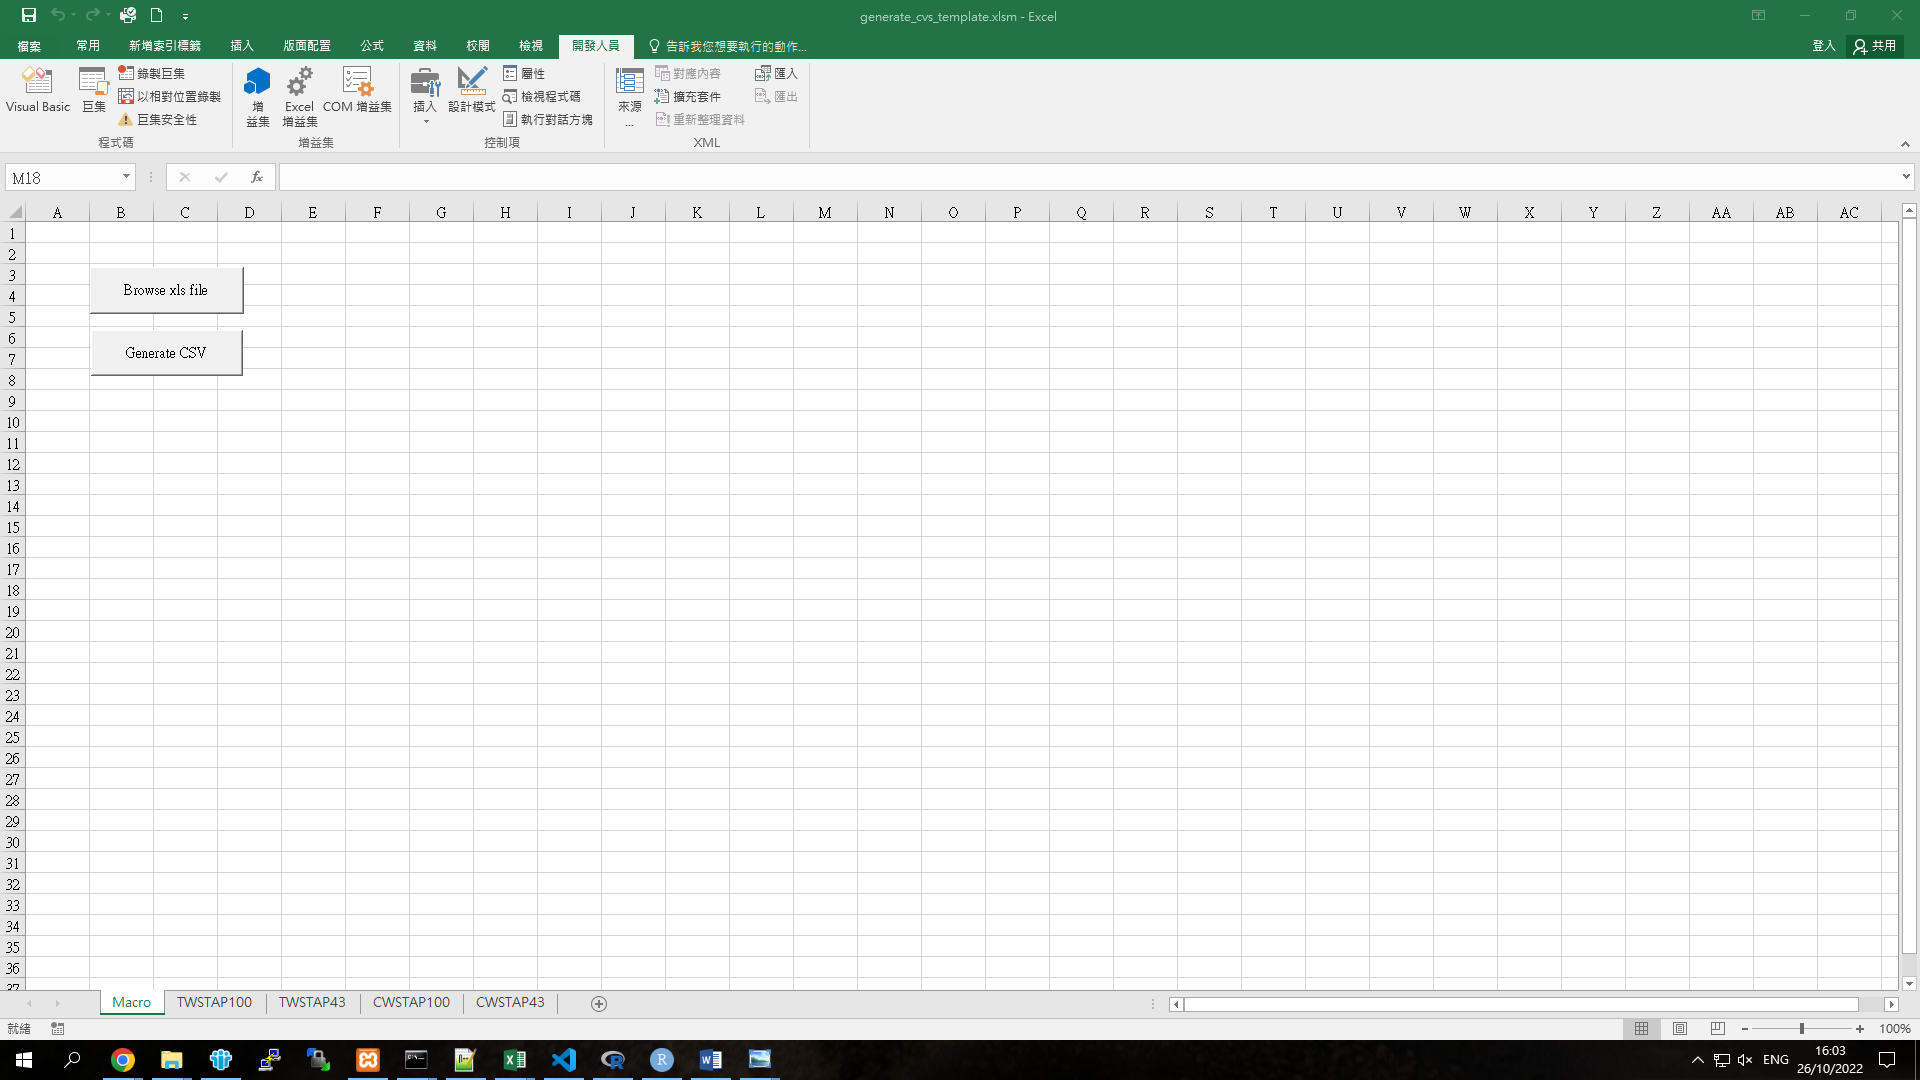 generate_cvs_template.xlsm - Excel
檔案 常用 新增索引標籤 插入 版面配置 公式 資料 校閱 檢視 開發人員 告訴我您想要執行的動作... 登入 共用
Visual Basic
巨集
錄製巨集
以相對位置錄製
巨集安全性
程式碼
增
益集
Excel
增益集
COM 增益集
增益集
插入
設計模式
屬性
檢視程式碼
執行對話方塊
控制項
來源
...
對應內容
擴充套件
重新整理資料
匯入
匯出
XML
M18
fx
A B C D E F G H I J K L M N O P Q R S T U V W X Y Z AA AB AC
1
2
3
4
5
6
7
8
9
10
11
12
13
14
15
16
17
18
19
20
21
22
23
24
25
26
27
28
29
30
31
32
33
34
35
36
37
Browse xls file
Generate CSV
Macro TWSTAP100 TWSTAP43 CWSTAP100 CWSTAP43
就緒
100%
ENG
16:03
26/10/2022